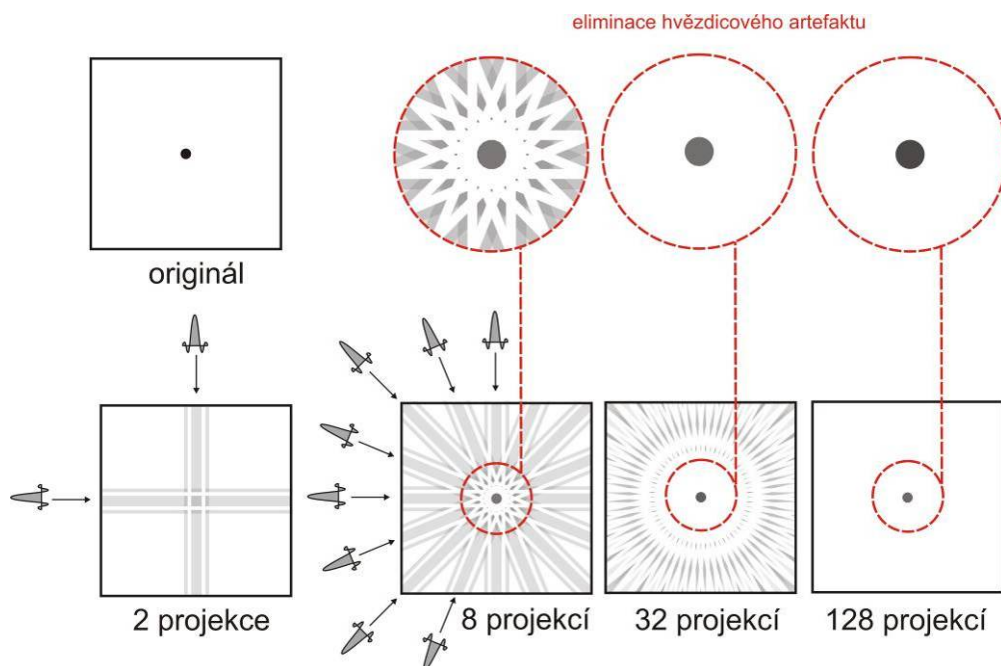 eliminace hvězdicového artefaktu
originál
2 projekce
8 projekcí
32 projekcí
128 projekcí